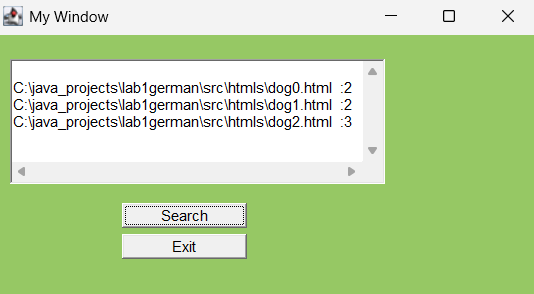 My Window
C:\java_projects\lab1german\src\htmls\dog0.html  :2
C:\java_projects\lab1german\src\htmls\dog1.html  :2
C:\java_projects\lab1german\src\htmls\dog2.html  :3
Search
Exit